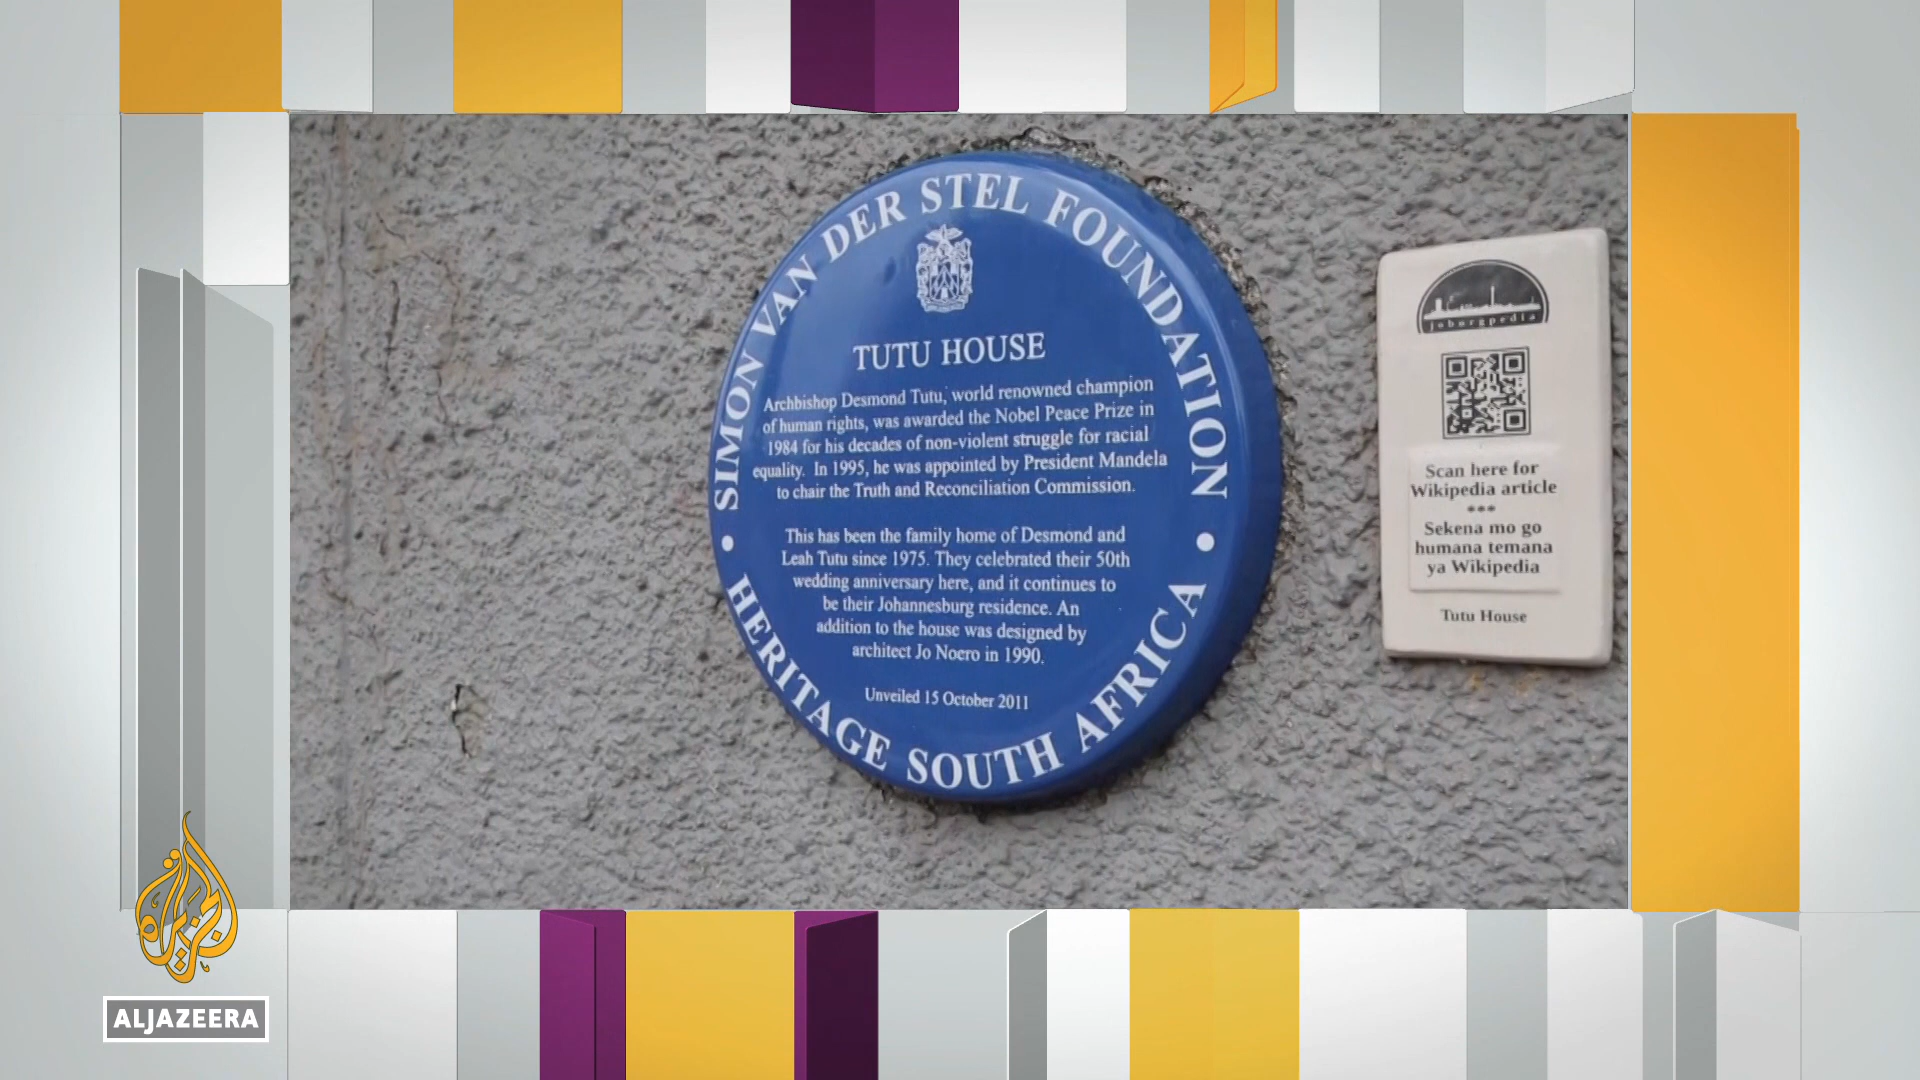 SIMON VAN DER STEL FOUNDATION
TUTU HOUSE
Archbishop Desmond Tutu, world renowned champion
of human rights, was awarded the Nobel Peace Prize in
1984 for his decades of non-violent struggle for racial
equality. In 1995, he was appointed by President Mandela
to chair the Truth and Reconciliation Commission.
This has been the family home of Desmond and
Leah Tutu since 1975. They celebrated their 50th
wedding anniversary here, and it continues to
be their Johannesburg residence. An
addition to the house was designed by
architect Jo Noero in 1990.
Unveiled 15 October 2011
• HERITAGE SOUTH AFRICA •
joburgpedia
Scan here for
Wikipedia article
***
Sekena mo go
humana temana
ya Wikipedia
Tutu House
الجزيرة
ALJAZEERA